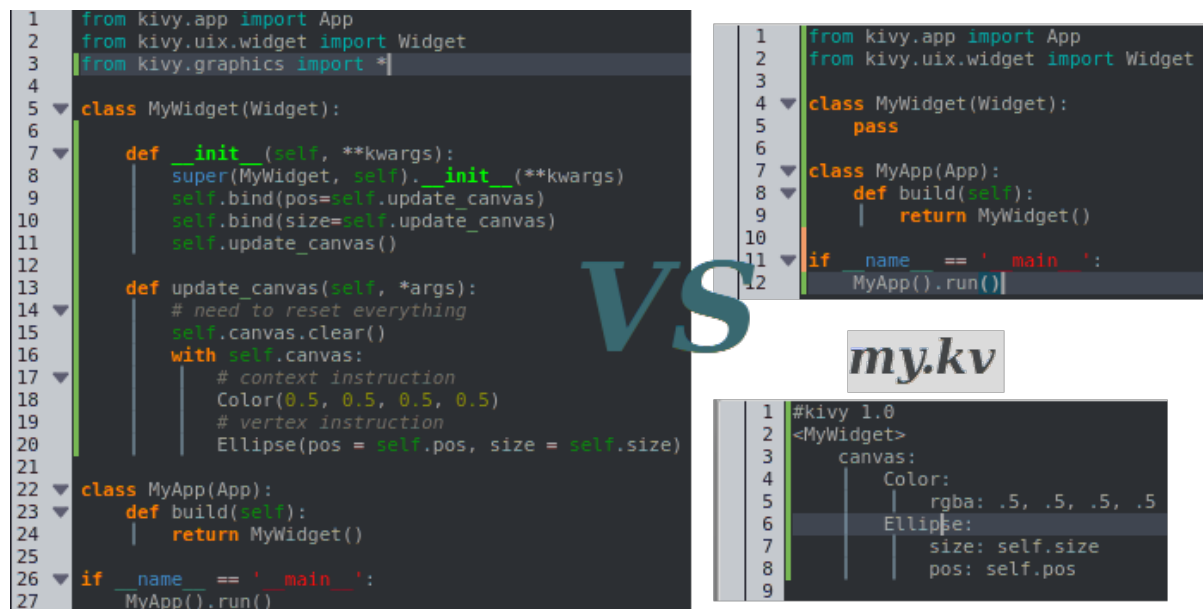 1 from kivy.app import App
2 from kivy.uix.widget import Widget
3 from kivy.graphics import *
4
5 class MyWidget(Widget):
6
7     def __init__(self, **kwargs):
8         super(MyWidget, self).__init__(**kwargs)
9         self.bind(pos=self.update_canvas)
10         self.bind(size=self.update_canvas)
11         self.update_canvas()
12
13     def update_canvas(self, *args):
14         # need to reset everything
15         self.canvas.clear()
16         with self.canvas:
17             # context instruction
18             Color(0.5, 0.5, 0.5, 0.5)
19             # vertex instruction
20             Ellipse(pos = self.pos, size = self.size)
21
22 class MyApp(App):
23     def build(self):
24         return MyWidget()
25
26 if __name__ == '__main__':
27     MyApp().run()
VS
1 from kivy.app import App
2 from kivy.uix.widget import Widget
3
4 class MyWidget(Widget):
5     pass
6
7 class MyApp(App):
8     def build(self):
9         return MyWidget()
10
11 if __name__ == '__main__':
12     MyApp().run()
my.kv
1 #kivy 1.0
2 <MyWidget>
3     canvas:
4         Color:
5             rgba: .5, .5, .5, .5
6         Ellipse:
7             size: self.size
8             pos: self.pos
9